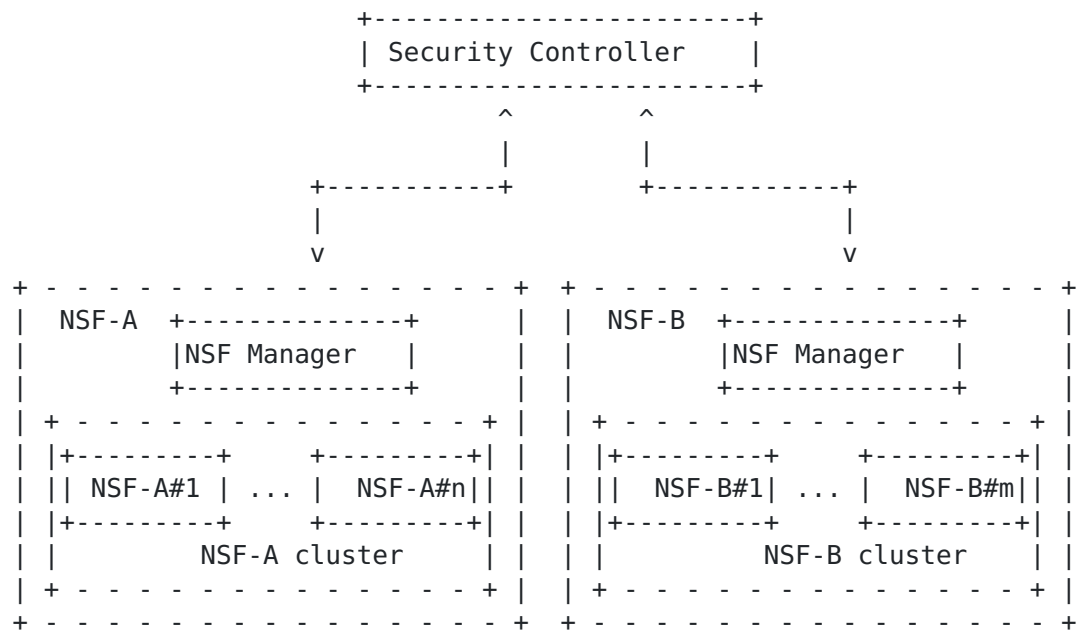 Security Controller
NSF-A
NSF-B
NSF Manager
NSF Manager
NSF-A#1 ... NSF-A#n
NSF-B#1 ... NSF-B#m
NSF-A cluster
NSF-B cluster